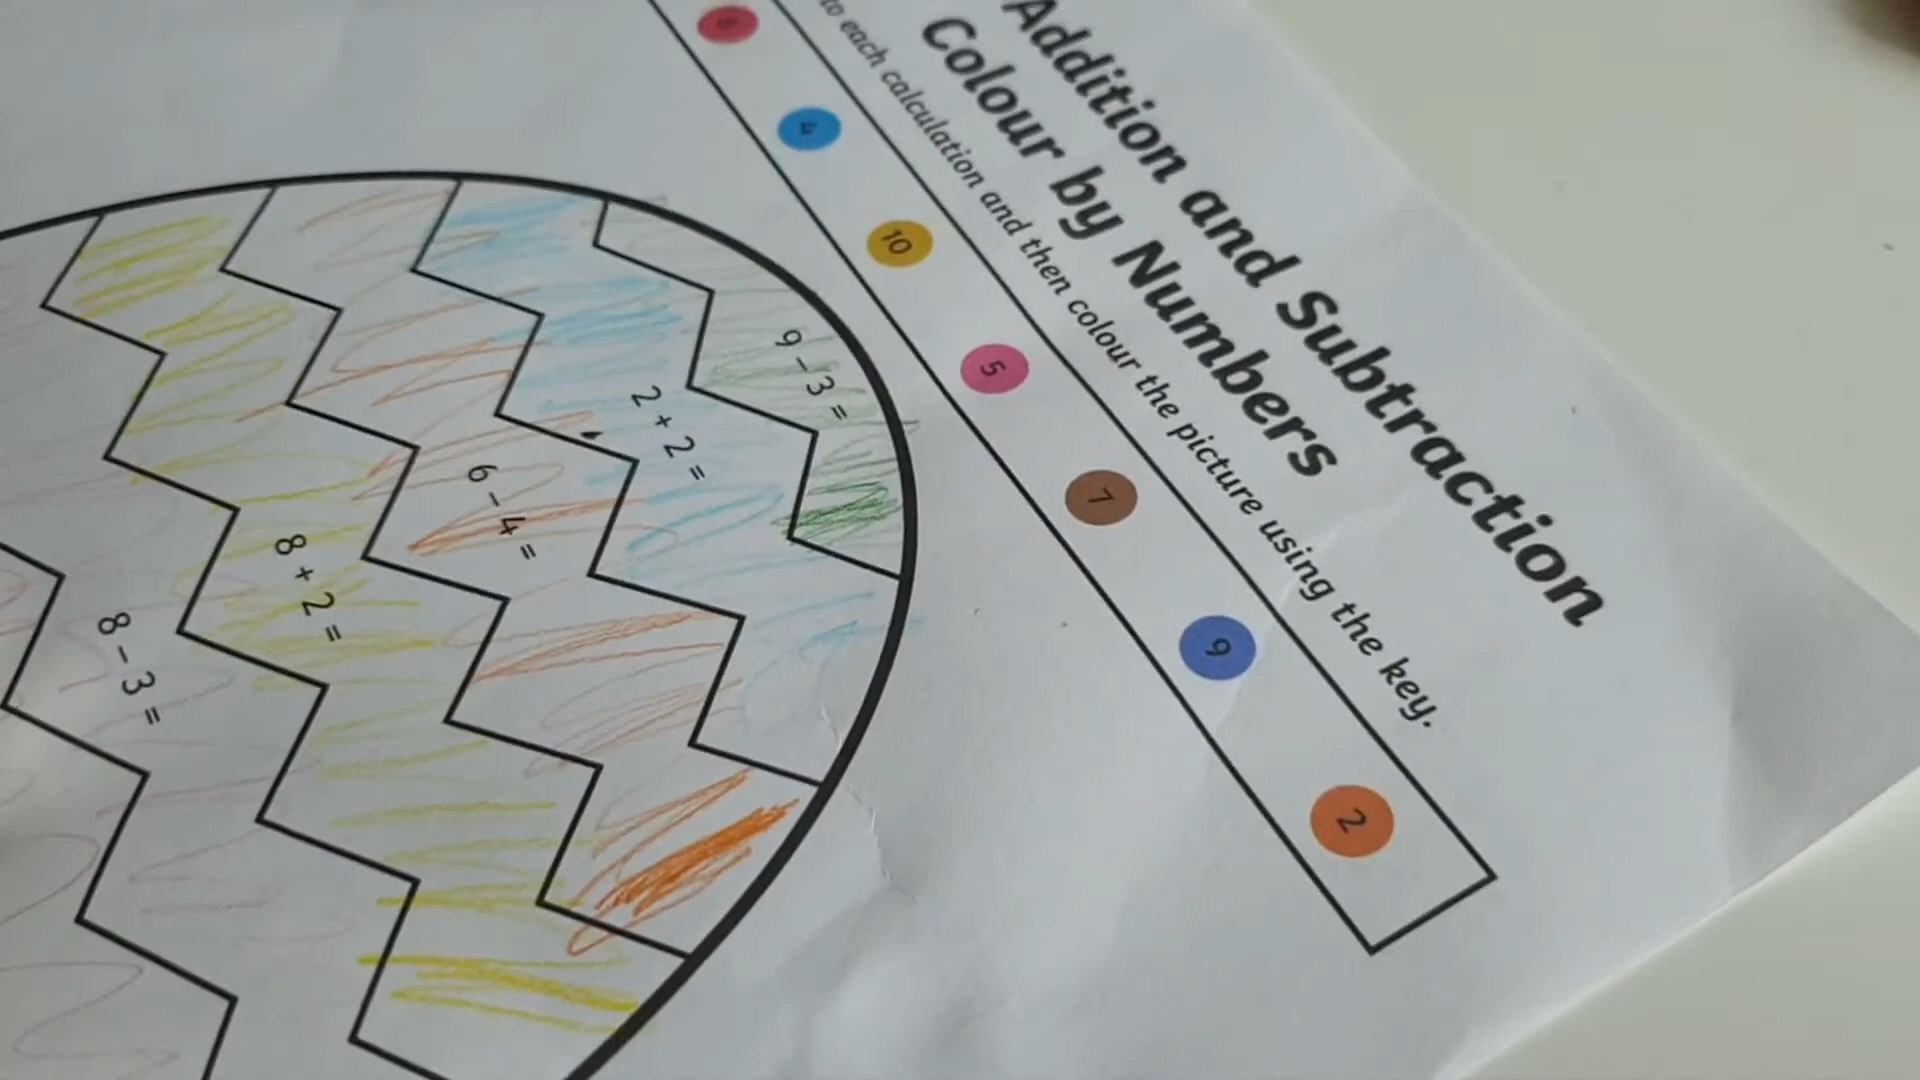 Addition and Subtraction
Colour by Numbers
to each calculation and then colour the picture using the key.
4
10
5
7
9
2
9 – 3 =
2 + 2 =
6 – 4 =
8 + 2 =
8 – 3 =